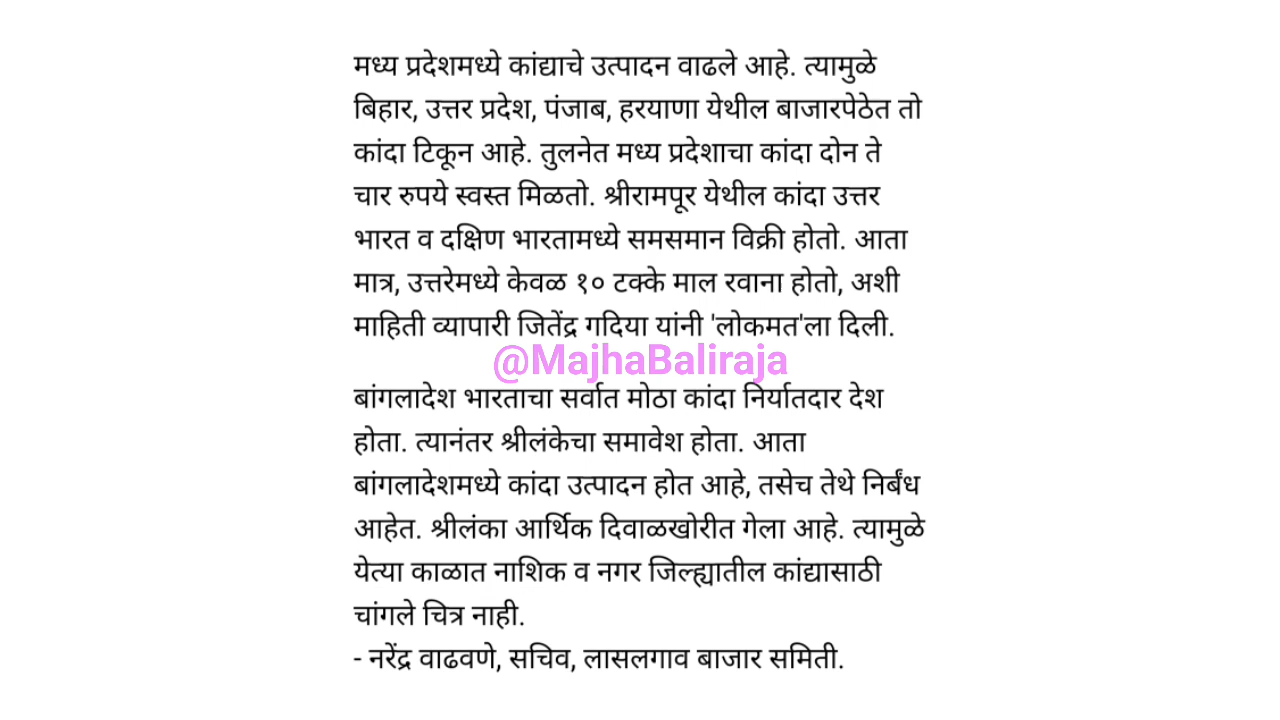 मध्य प्रदेशमध्ये कांद्याचे उत्पादन वाढले आहे. त्यामुळे
बिहार, उत्तर प्रदेश, पंजाब, हरयाणा येथील बाजारपेठेत तो
कांदा टिकून आहे. तुलनेत मध्य प्रदेशाचा कांदा दोन ते
चार रुपये स्वस्त मिळतो. श्रीरामपूर येथील कांदा उत्तर
भारत व दक्षिण भारतामध्ये समसमान विक्री होतो. आता
मात्र, उत्तरेमध्ये केवळ १० टक्के माल रवाना होतो, अशी
माहिती व्यापारी जितेंद्र गदिया यांनी 'लोकमत'ला दिली.
@MajhaBaliraja
बांगलादेश भारताचा सर्वात मोठा कांदा निर्यातदार देश
होता. त्यानंतर श्रीलंकेचा समावेश होता. आता
बांगलादेशमध्ये कांदा उत्पादन होत आहे, तसेच तेथे निर्बंध
आहेत. श्रीलंका आर्थिक दिवाळखोरीत गेला आहे. त्यामुळे
येत्या काळात नाशिक व नगर जिल्ह्यातील कांद्यासाठी
चांगले चित्र नाही.
- नरेंद्र वाढवणे, सचिव, लासलगाव बाजार समिती.